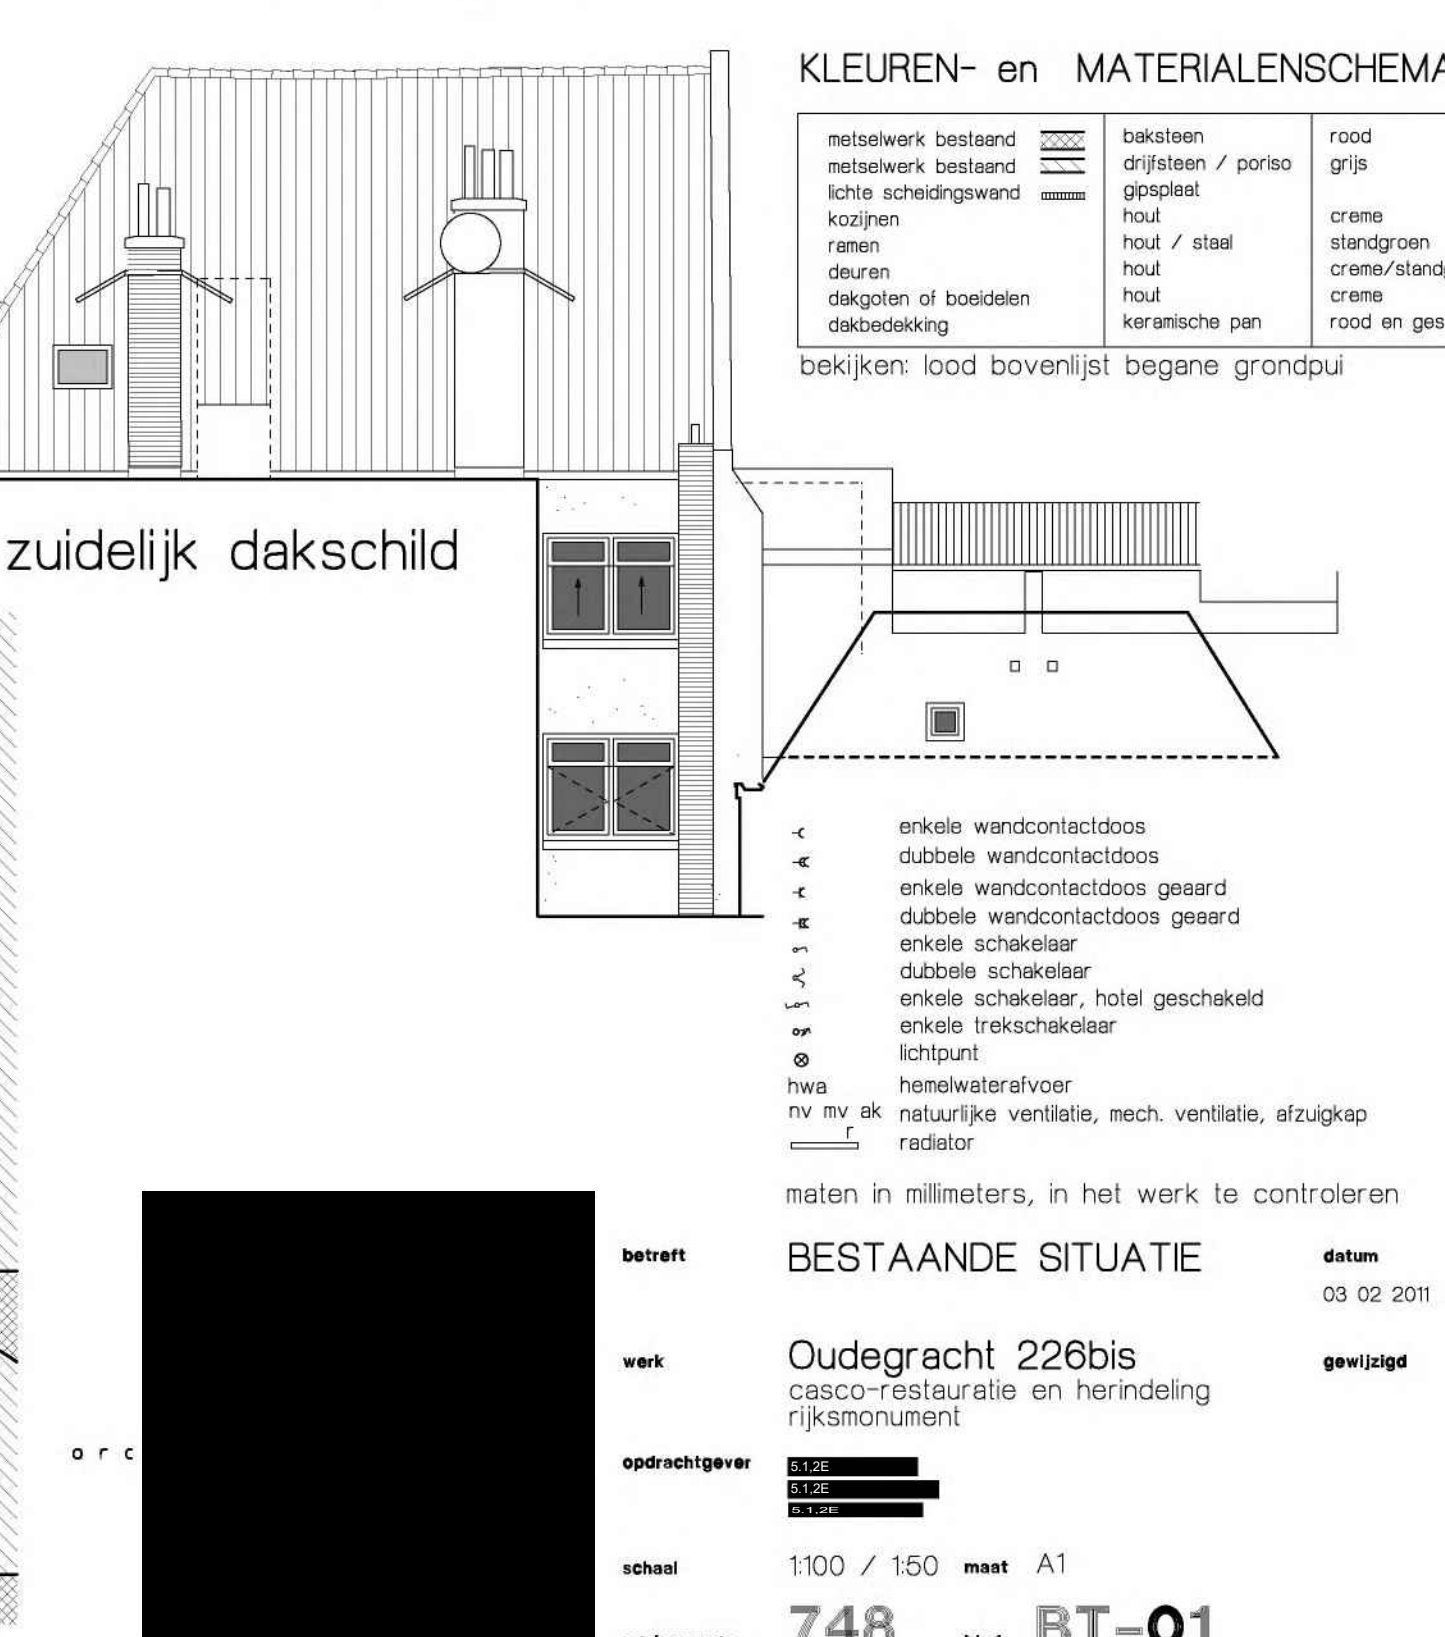 KLEUREN- en MATERIALENSCHEMA
metselwerk bestaand baksteen rood
metselwerk bestaand drijfsteen / poriso grijs
lichte scheidingswand gipsplaat
kozijnen hout creme
ramen hout / staal standgroen
deuren hout creme/stand
dakgoten of boeidelen hout creme
dakbedekking keramische pan rood en ges
bekijken: lood bovenlijst begane grondpui
zuidelijk dakschild
enkele wandcontactdoos
dubbele wandcontactdoos
enkele wandcontactdoos geaard
dubbele wandcontactdoos geaard
enkele schakelaar
dubbele schakelaar
enkele schakelaar, hotel geschakeld
enkele trekschakelaar
lichtpunt
hwa hemelwaterafvoer
nv mv ak natuurlijke ventilatie, mech. ventilatie, afzuigkap
r radiator
maten in millimeters, in het werk te controleren
betreft BESTAANDE SITUATIE datum
03 02 2011
werk Oudegracht 226bis gewijzigd
casco-restauratie en herindeling
rijksmonument
o r c
opdrachtgever 5.1,2E
5.1,2E
5.1,2E
schaal 1:100 / 1:50 maat A1
748 BT-01